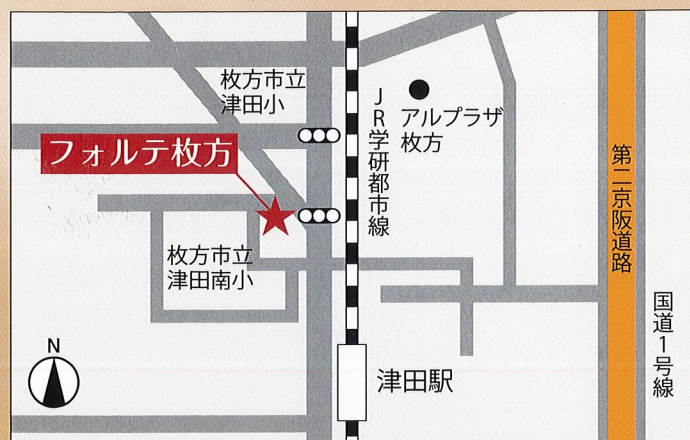 枚方市立
津田小
フォルテ枚方
JR学研都市線
アルプラザ
枚方
第二京阪道路
枚方市立
津田南小
国道1号線
N
津田駅